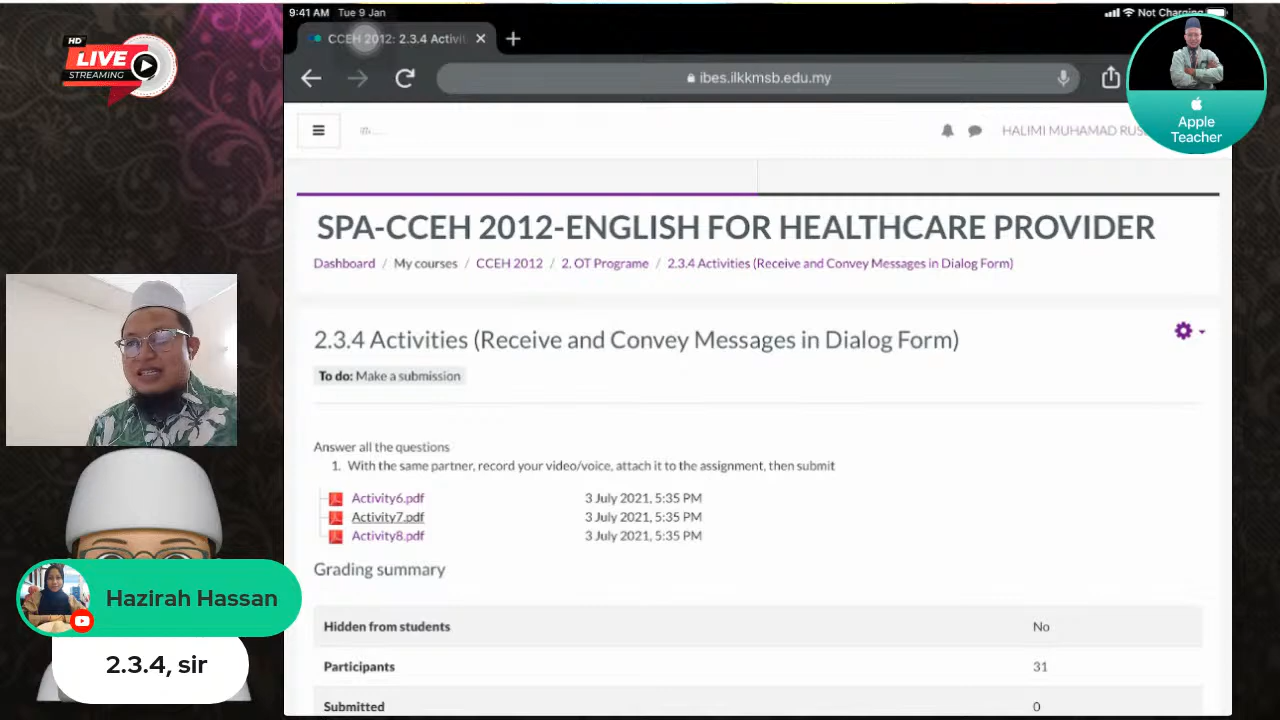 9:41 AM Tue 9 Jan
Not Charging
HD
LIVE
STREAMING
CCEH 2012: 2.3.4 Activit
ibes.ilkkmsb.edu.my
Apple
Teacher
HALIMI MUHAMAD RUS
SPA-CCEH 2012-ENGLISH FOR HEALTHCARE PROVIDER
Dashboard / My courses / CCEH 2012 / 2. OT Programe / 2.3.4 Activities (Receive and Convey Messages in Dialog Form)
2.3.4 Activities (Receive and Convey Messages in Dialog Form)
To do: Make a submission
Answer all the questions
1. With the same partner, record your video/voice, attach it to the assignment, then submit
Activity6.pdf 3 July 2021, 5:35 PM
Activity7.pdf 3 July 2021, 5:35 PM
Activity8.pdf 3 July 2021, 5:35 PM
Grading summary
Hidden from students No
Participants 31
Submitted 0
Hazirah Hassan
2.3.4, sir